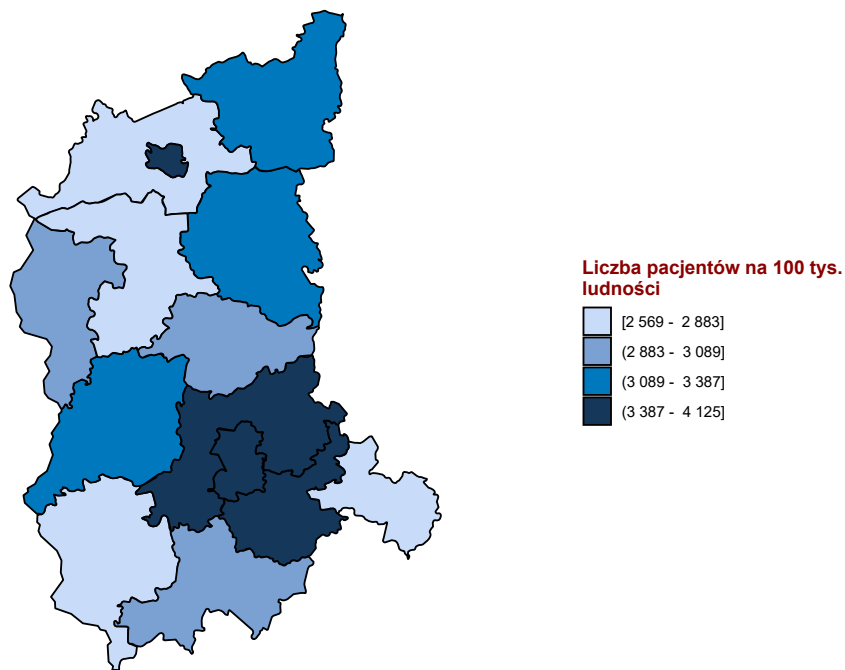 Liczba pacjentów na 100 tys.
ludności
[2 569 - 2 883]
(2 883 - 3 089]
(3 089 - 3 387]
(3 387 - 4 125]